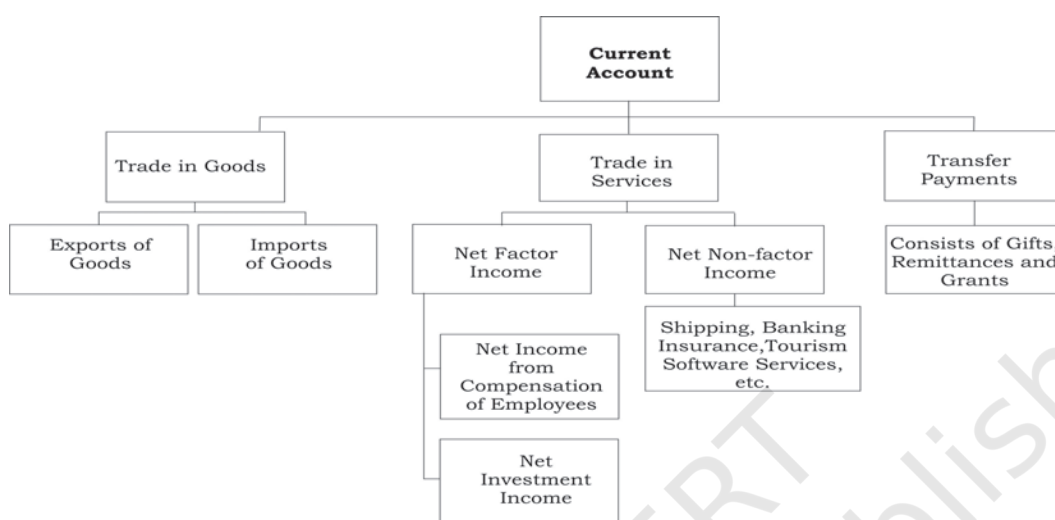 Current
Account
Trade in Goods
Trade in
Services
Transfer
Payments
Exports of
Goods
Imports
of Goods
Net Factor
Income
Net Non-factor
Income
Consists of Gifts,
Remittances and
Grants
Shipping, Banking
Insurance,Tourism
Software Services,
etc.
Net Income
from
Compensation
of Employees
Net
Investment
Income